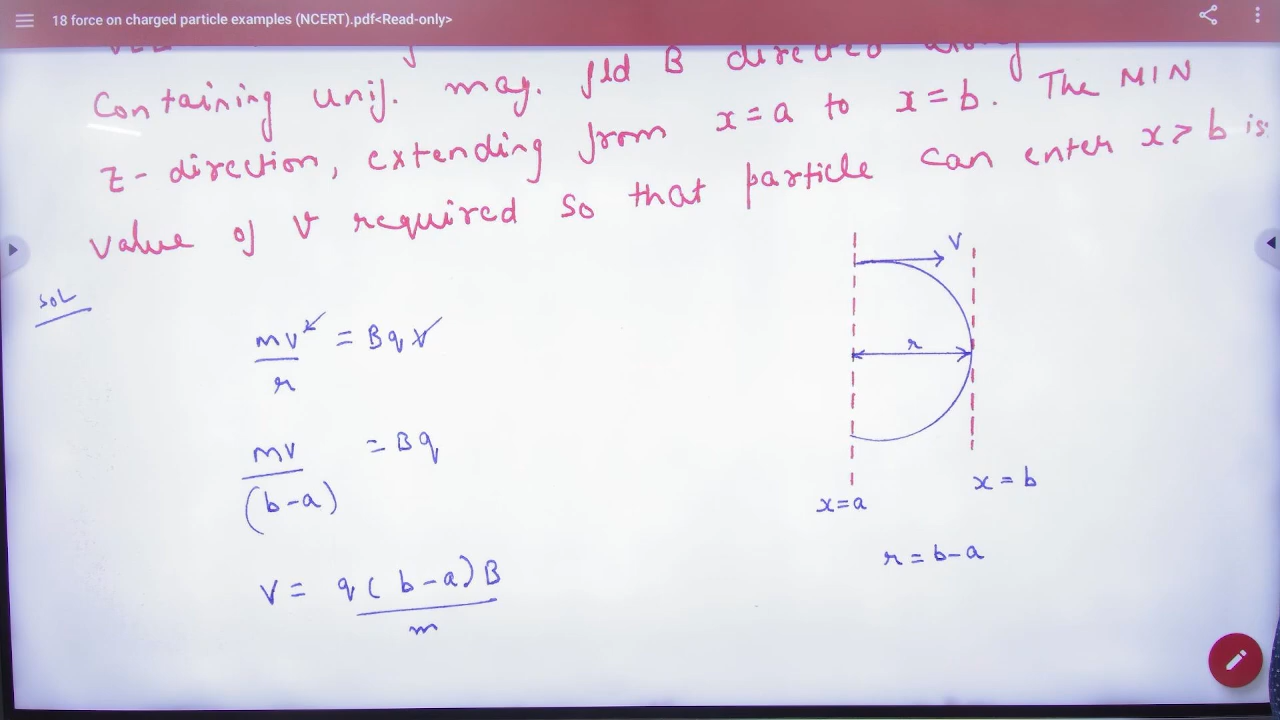 18 force on charged particle examples (NCERT).pdf<Read-only>
Containing unif. mag. fld B directed
z-direction, extending from x=a to x=b. The MIN
value of v required so that particle can enter x>b is
SOL
mv² = Bqv
r
mv = Bq
(b-a)
v = q(b-a)B
m
v
r
x=a
x=b
r=b-a